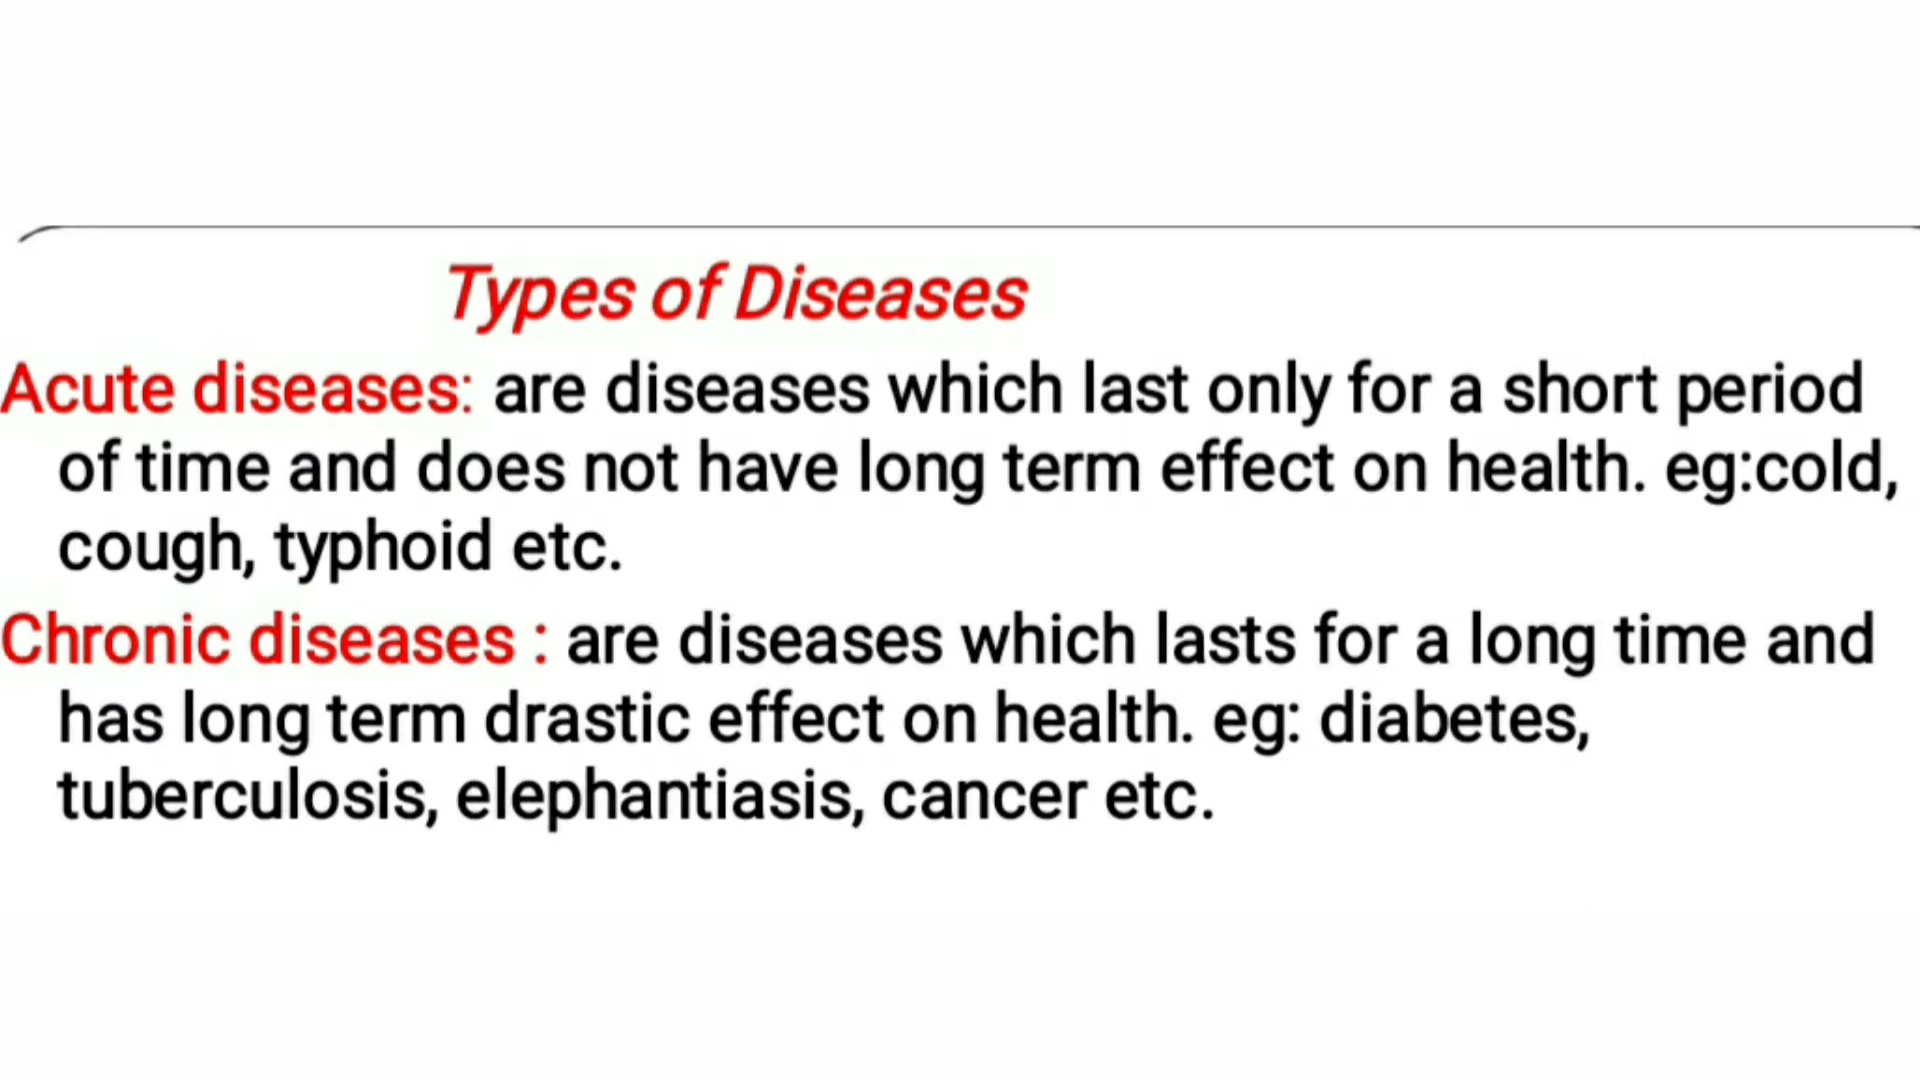 Types of Diseases
Acute diseases: are diseases which last only for a short period
of time and does not have long term effect on health. eg:cold,
cough, typhoid etc.
Chronic diseases : are diseases which lasts for a long time and
has long term drastic effect on health. eg: diabetes,
tuberculosis, elephantiasis, cancer etc.